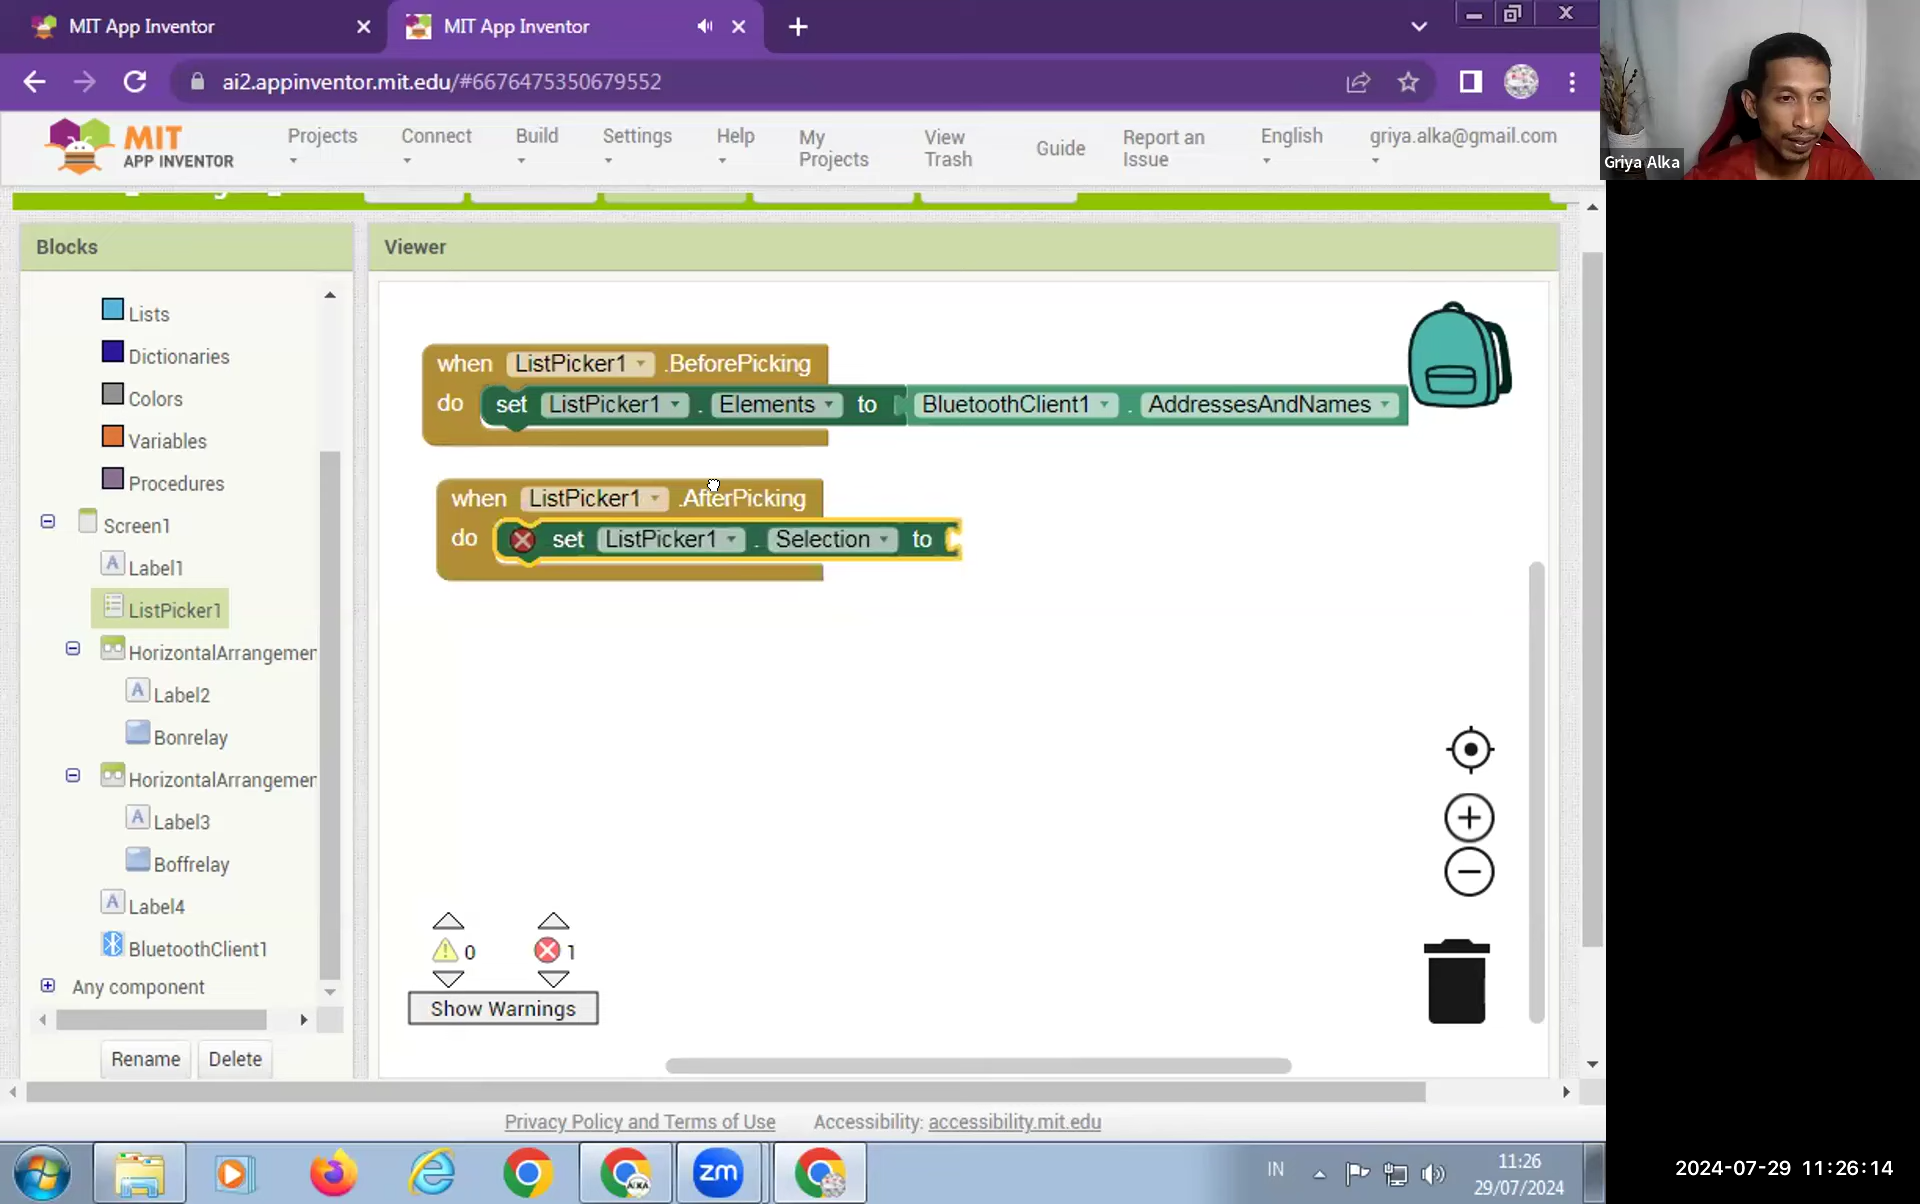 MIT App Inventor
MIT App Inventor
ai2.appinventor.mit.edu/#6676475350679552
MIT
APP INVENTOR
Projects
Connect
Build
Settings
Help
My
Projects
View
Trash
Guide
Report an
Issue
English
griya.alka@gmail.com
Griya Alka
Blocks
Viewer
Lists
Dictionaries
Colors
Variables
Procedures
Screen1
Label1
ListPicker1
HorizontalArrangemen
Label2
Bonrelay
HorizontalArrangemen
Label3
Boffrelay
Label4
BluetoothClient1
Any component
Rename Delete
when ListPicker1 .BeforePicking
do set ListPicker1 . Elements to BluetoothClient1 . AddressesAndNames
when ListPicker1 .AfterPicking
do set ListPicker1 . Selection to
0 1
Show Warnings
Privacy Policy and Terms of Use Accessibility: accessibility.mit.edu
zm
IN
11:26
29/07/2024
2024-07-29 11:26:14